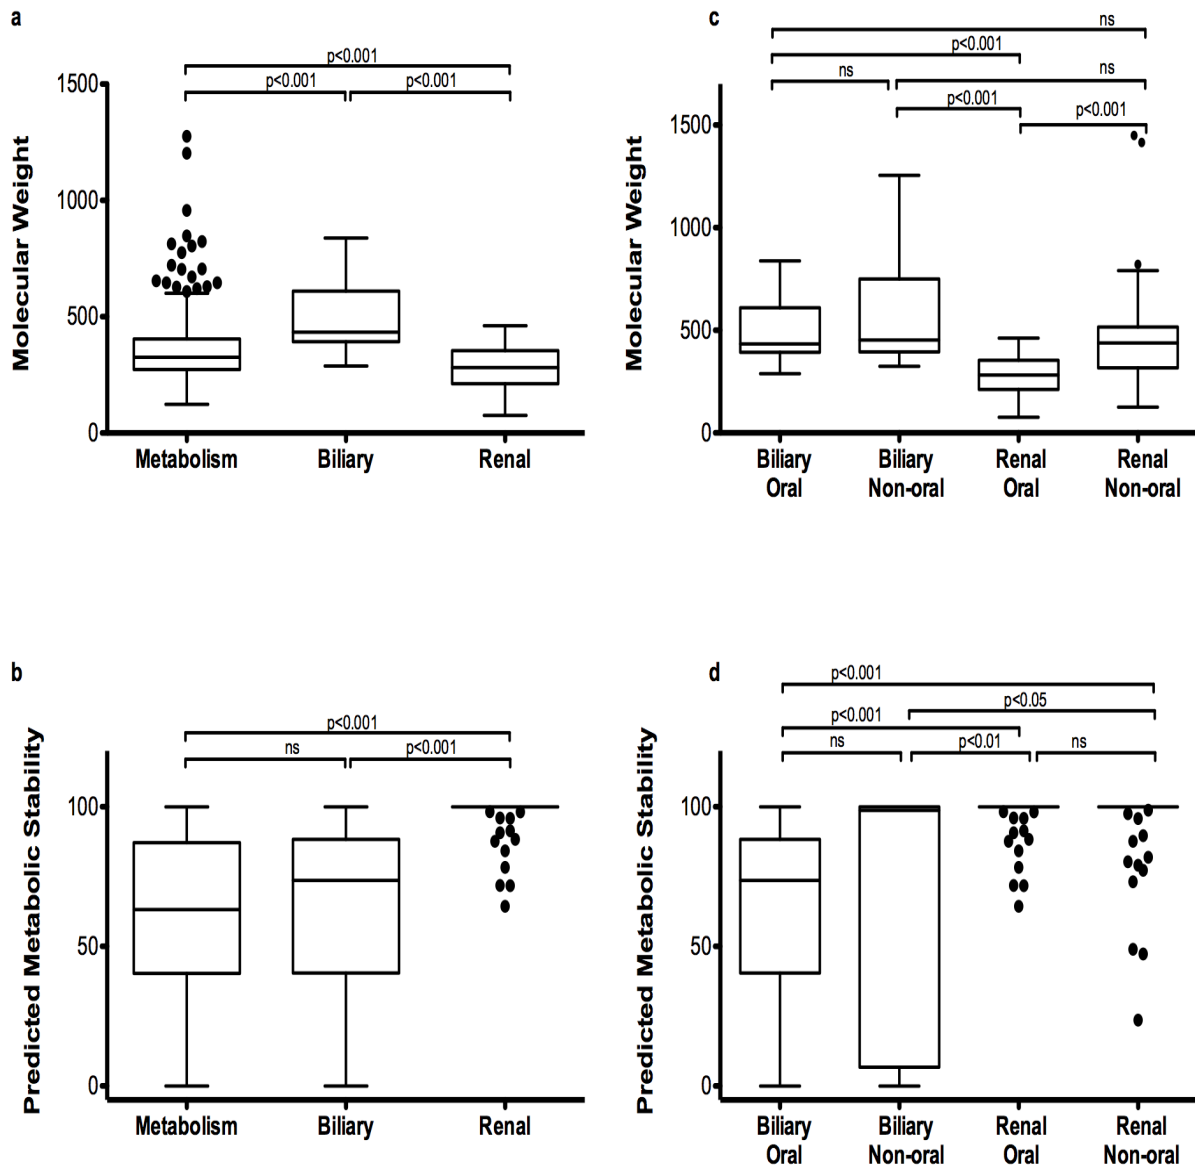 a
p<0.001
p<0.001
p<0.001
1500
1000
500
0
Molecular Weight
Metabolism
Biliary
Renal
c
ns
p<0.001
ns
ns
p<0.001
p<0.001
1500
1000
500
0
Molecular Weight
Biliary
Oral
Biliary
Non-oral
Renal
Oral
Renal
Non-oral
b
p<0.001
ns
p<0.001
100
50
0
Predicted Metabolic Stability
Metabolism
Biliary
Renal
d
p<0.001
p<0.05
p<0.001
ns
p<0.01
ns
100
50
0
Predicted Metabolic Stability
Biliary
Oral
Biliary
Non-oral
Renal
Oral
Renal
Non-oral